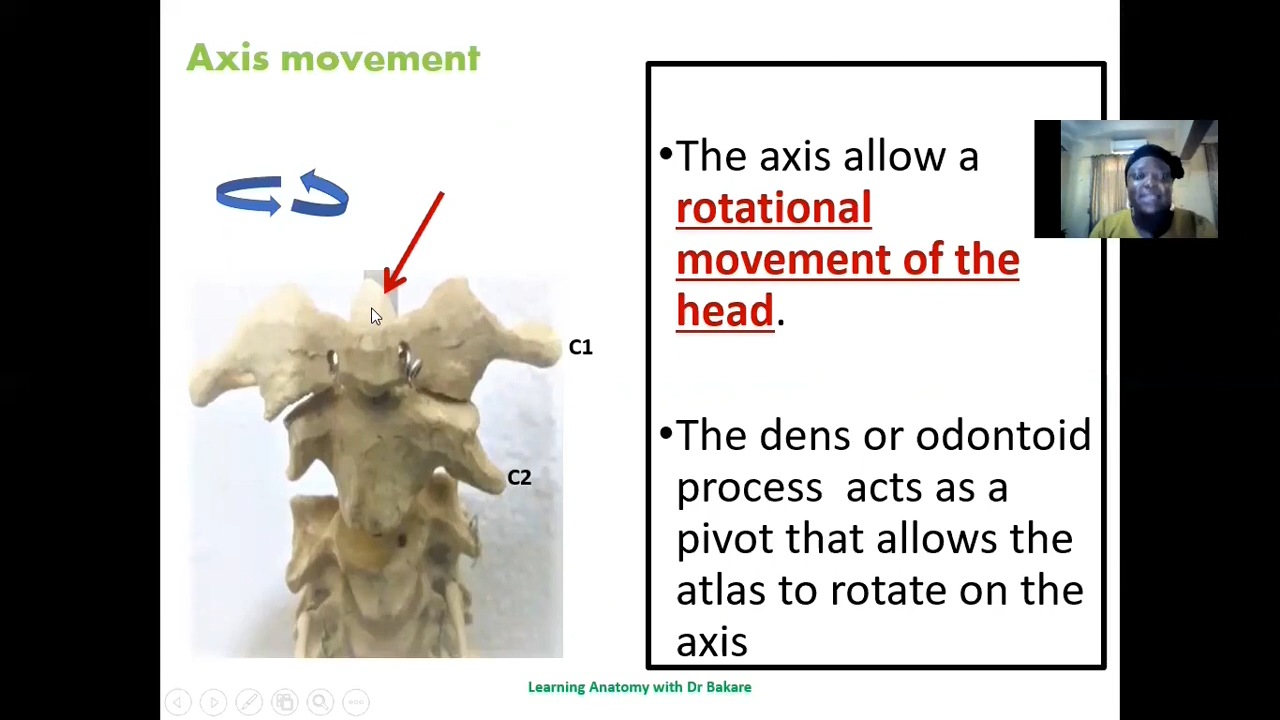 Axis movement
•The axis allow a
rotational
movement of the
head.
C1
•The dens or odontoid
process acts as a
pivot that allows the
atlas to rotate on the
axis
C2
Learning Anatomy with Dr Bakare